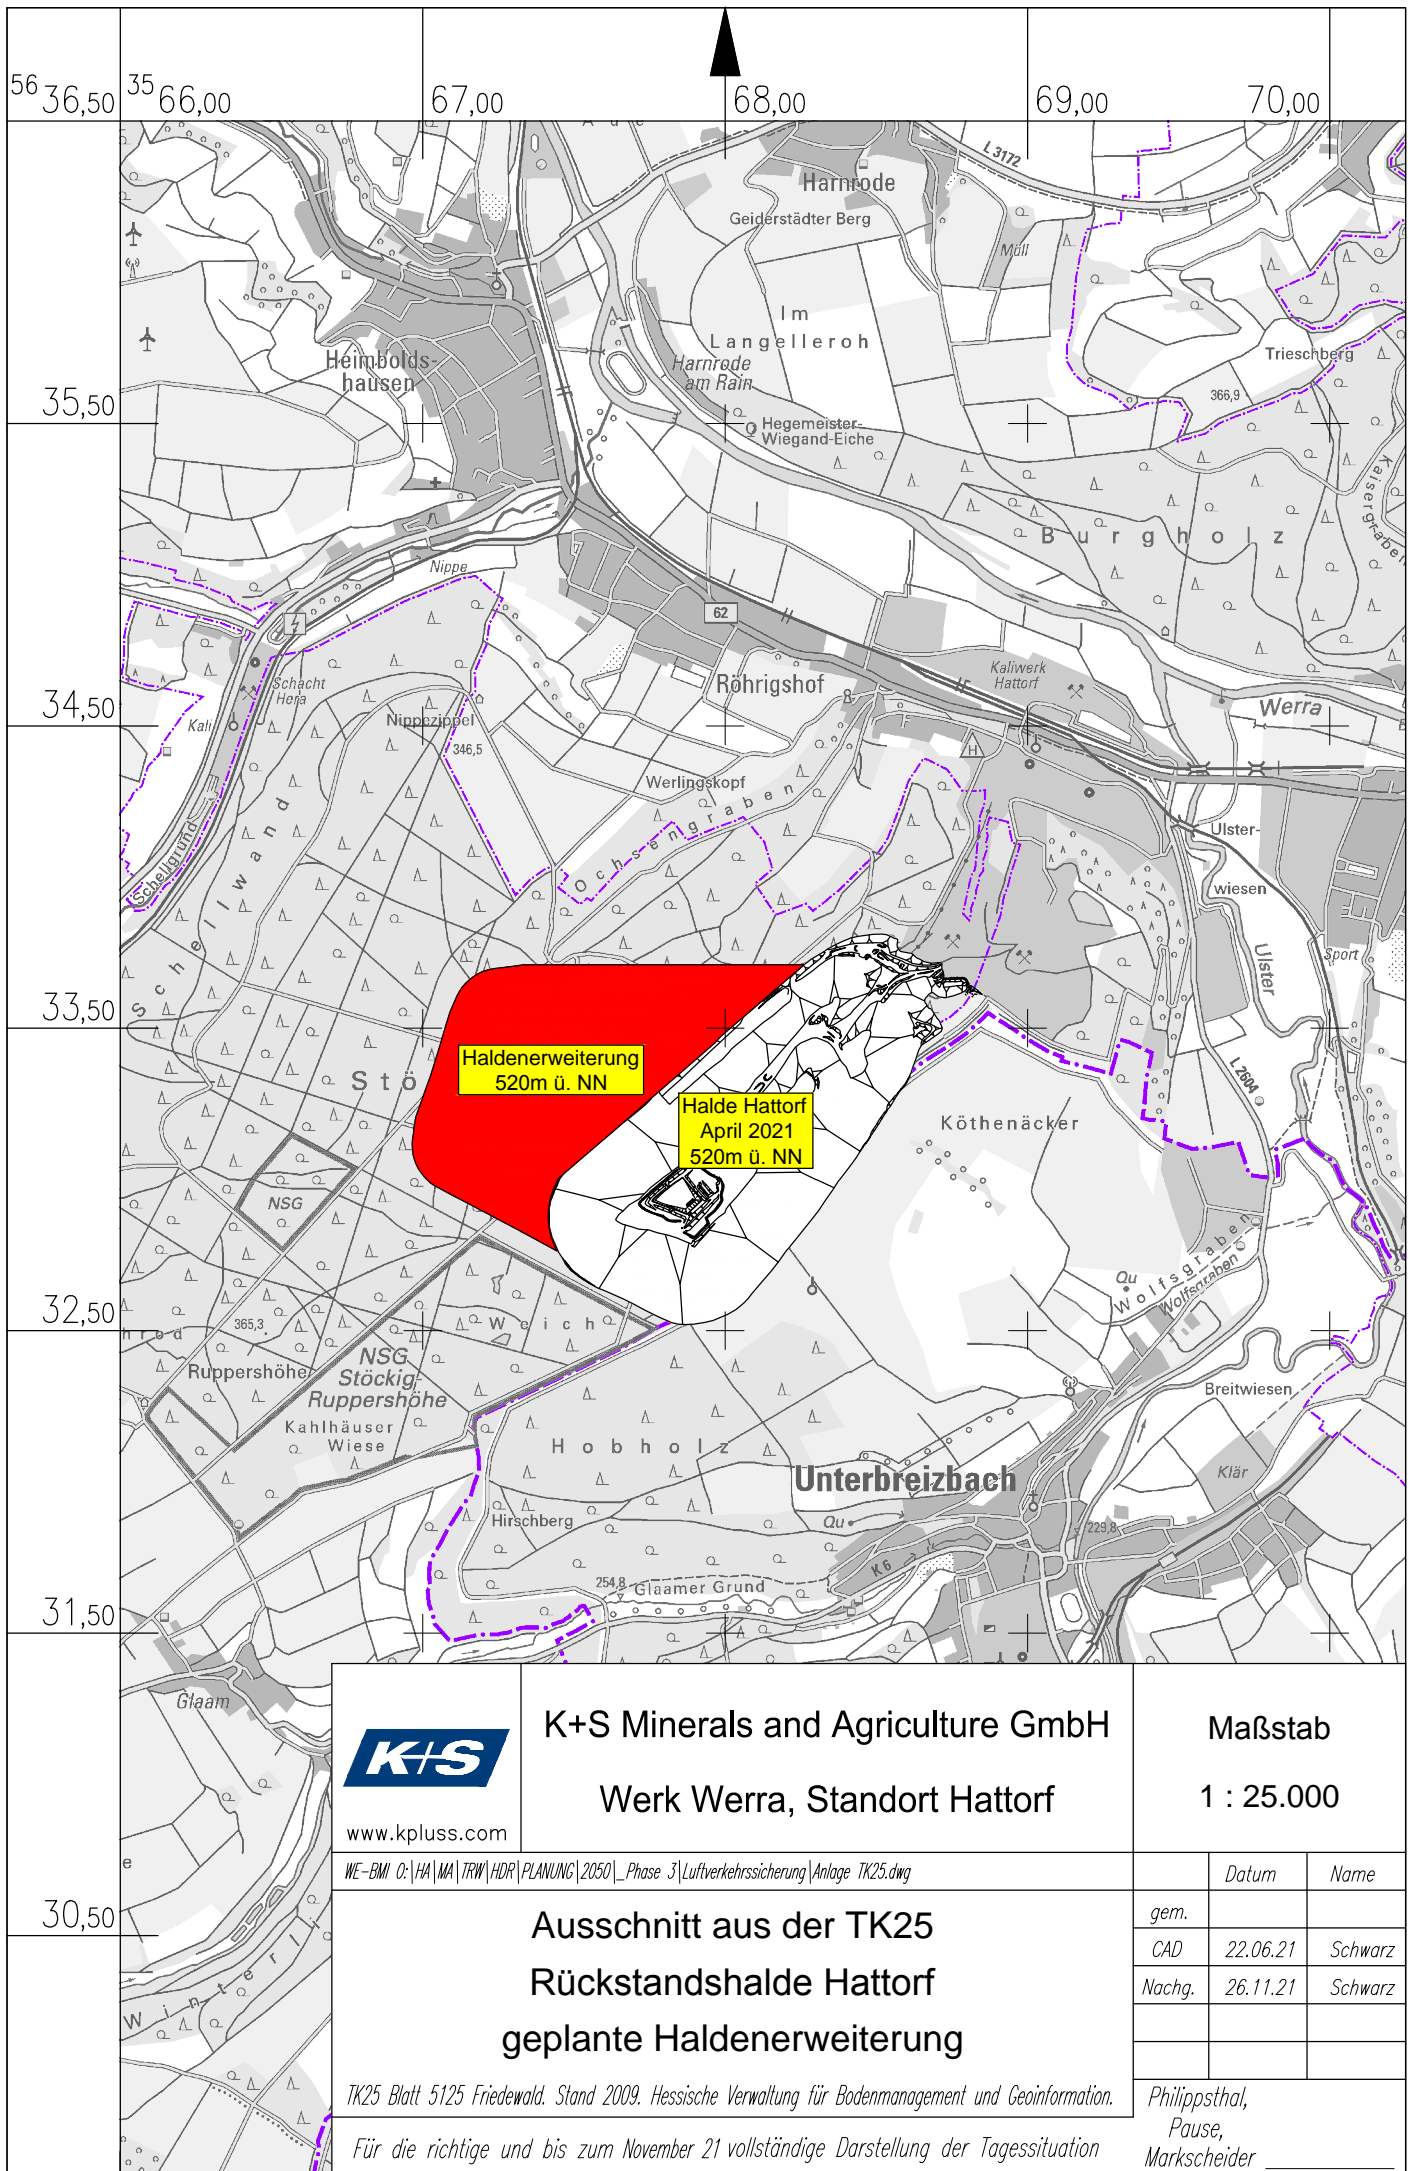 56 36,50
35 66,00
67,00
68,00
69,00
70,00
L 3172
Harnrode
Geiderstädter Berg
Müll
Im
Langelleroh
Heimbolds-
hausen
Harnrode
am Rain
Trieschberg
366,9
35,50
Hegemeister-
Wiegand-Eiche
Kaisergraben
Burgholz
Nippe
62
Schacht
Hera
Kali
Röhrigshof
Kaliwerk
Hattorf
Werra
34,50
Nippezippel
346,5
Werlingskopf
H
Ochsengraben
Schellgrund
Schellwand
Ulster-
wiesen
Ulster
Sport
33,50
Haldenerweiterung
520m ü. NN
Stö
Halde Hattorf
April 2021
520m ü. NN
L 2604
Köthenäcker
NSG
Wolfsgraben
Wolfsgraben
Qu
32,50
hrod
365,3
Weich
NSG
Stöckig-
Ruppershöhe
Ruppershöhe
Kahlhäuser
Wiese
Breitwiesen
Hobholz
Unterbreizbach
Klär
Hirschberg
Qu
229,8
K 6
254,8
Glaamer Grund
31,50
Glaam
K+S
www.kpluss.com
K+S Minerals and Agriculture GmbH
Werk Werra, Standort Hattorf
Maßstab
1 : 25.000
WE-BMI O:|HA|MA|TRW|HDR|PLANUNG|2050|_Phase 3|Luftverkehrssicherung|Anlage TK25.dwg
Datum Name
gem.
CAD 22.06.21 Schwarz
Nachg. 26.11.21 Schwarz
30,50
Winterl
e
Ausschnitt aus der TK25
Rückstandshalde Hattorf
geplante Haldenerweiterung
TK25 Blatt 5125 Friedewald. Stand 2009. Hessische Verwaltung für Bodenmanagement und Geoinformation.
Für die richtige und bis zum November 21 vollständige Darstellung der Tagessituation
Philippsthal,
Pause,
Markscheider